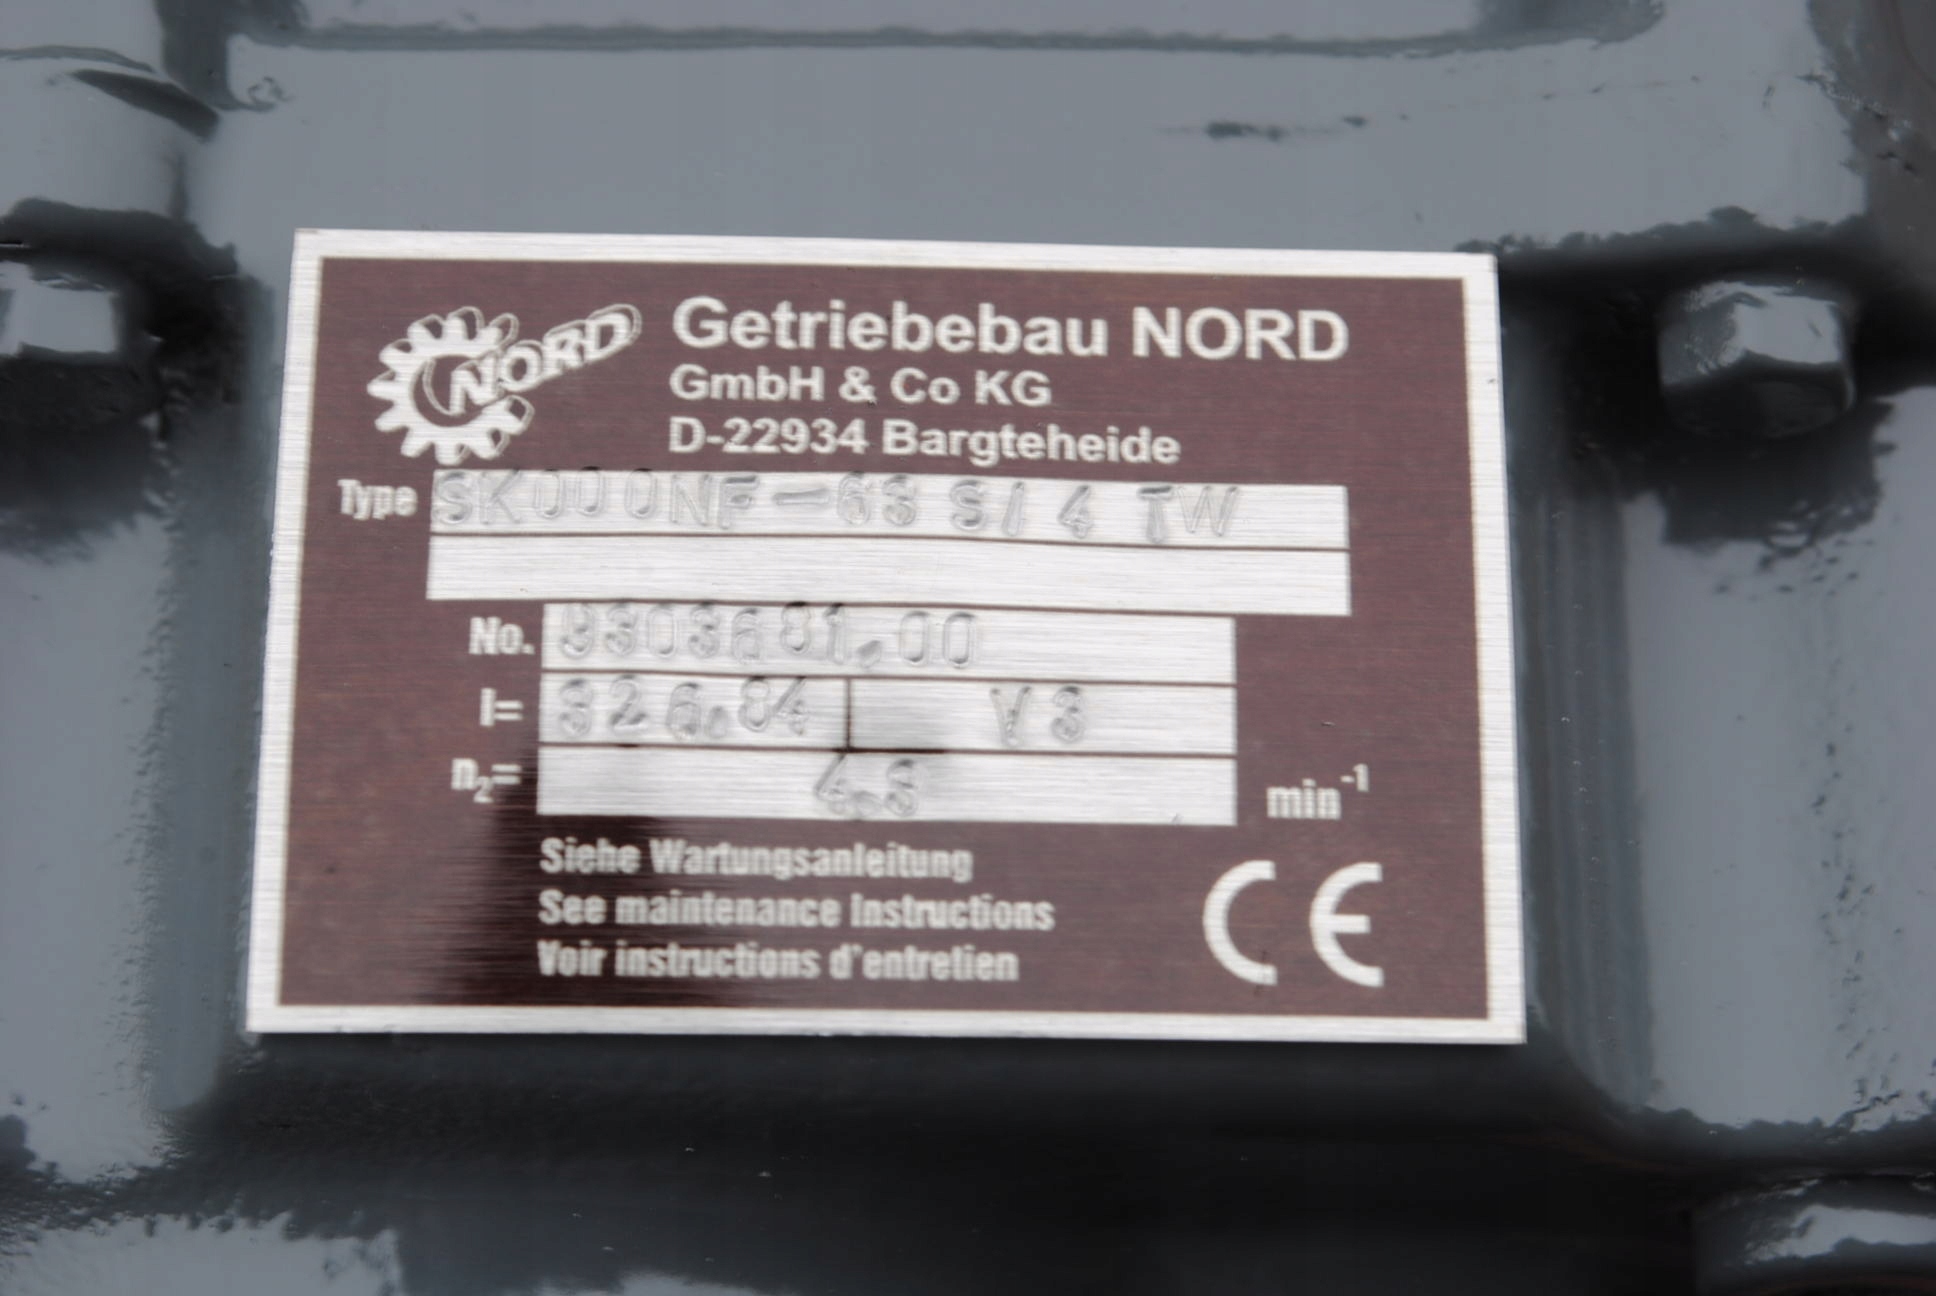 NORD
Getriebebau NORD
GmbH & Co KG
D-22934 Bargteheide
Type SK000NF-63 S/4 TW
No. 9303681.00
I= 326.84 V3
n₂= 4.3 min⁻¹
Siehe Wartungsanleitung
See maintenance Instructions
Voir instructions d'entretien
CE